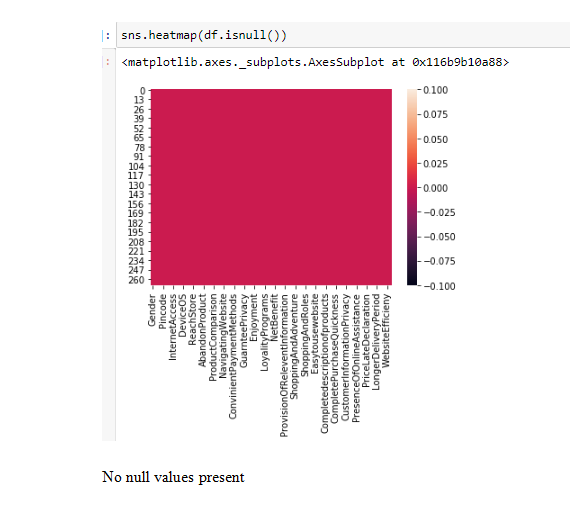 ]: sns.heatmap(df.isnull())
: <matplotlib.axes._subplots.AxesSubplot at 0x116b9b10a88>
0
13
26
39
52
65
78
91
104
117
130
143
156
169
182
195
208
221
234
247
260
0.100
0.075
0.050
0.025
0.000
−0.025
−0.050
−0.075
−0.100
Gender
Pincode
InternetAccess
DeviceOS
ReachStore
AbandonProduct
ProductComparison
NavigatingWebsite
ConvinientPaymentMethods
GuarnteePrivacy
Enjoyment
LoyalityPrograms
NetBenefit
ProvisionOfReleventInformation
ShoppingAndAdventure
ShoppingAndRoles
Easytousewebsite
Completedescriptionofproducts
CompletePurchaseQuickness
CustomerInformationPrivacy
PresenceOfOnlineAssistance
PriceLateDeclaration
LongerDeliveryPeriod
WebsiteEfficieny
No null values present